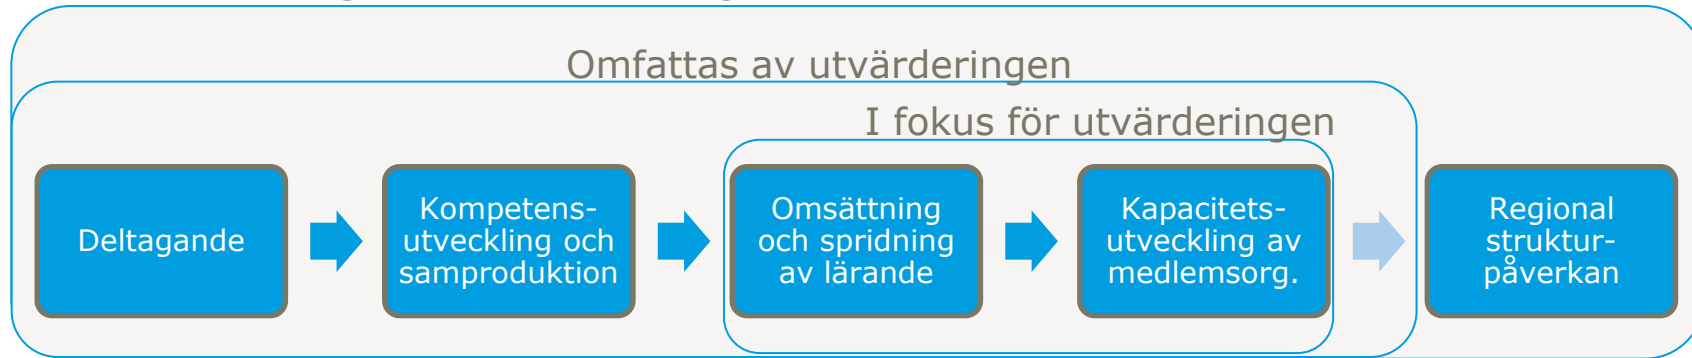 Omfattas av utvärderingen
I fokus för utvärderingen
Deltagande
Kompetens-
utveckling och
samproduktion
Omsättning
och spridning
av lärande
Kapacitets-
utveckling av
medlemsorg.
Regional
struktur-
påverkan